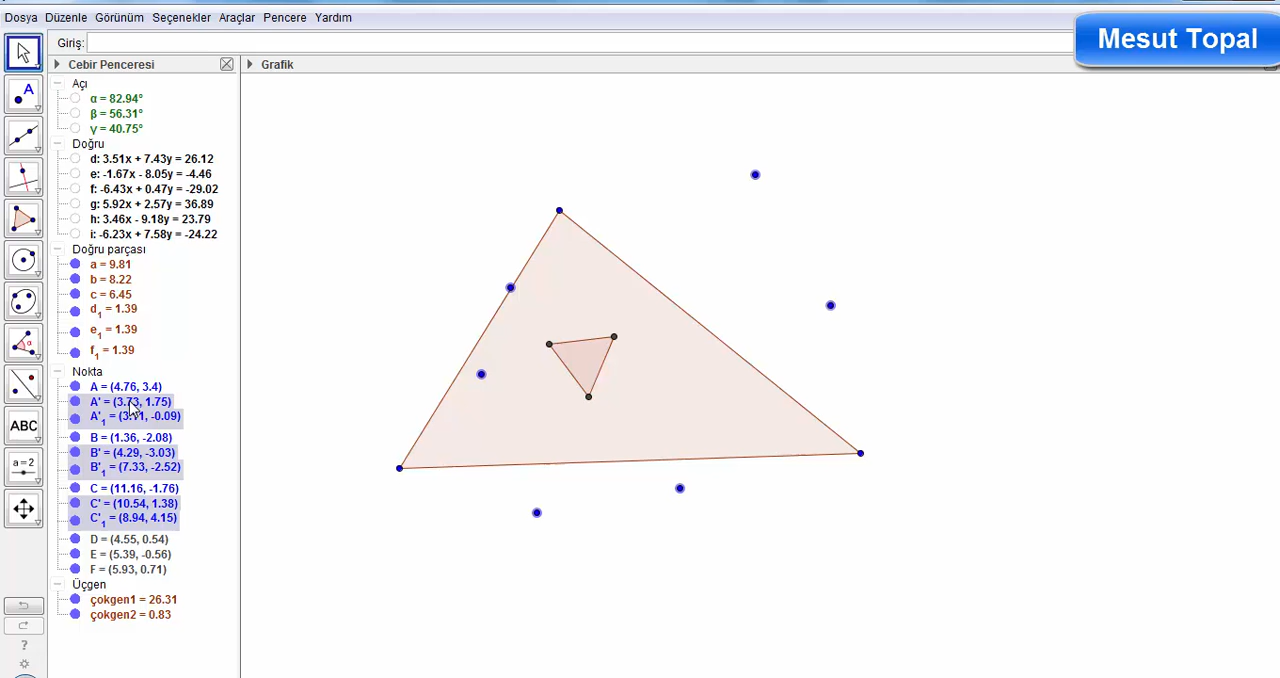 Dosya Düzenle Görünüm Seçenekler Araçlar Pencere Yardım
Mesut Topal
Giriş:
Cebir Penceresi
Grafik
Açı
α = 82.94°
β = 56.31°
γ = 40.75°
Doğru
d: 3.51x + 7.43y = 26.12
e: -1.67x - 8.05y = -4.46
f: -6.43x + 0.47y = -29.02
g: 5.92x + 2.57y = 36.89
h: 3.46x - 9.18y = 23.79
i: -6.23x + 7.58y = -24.22
Doğru parçası
a = 9.81
b = 8.22
c = 6.45
d₁ = 1.39
e₁ = 1.39
f₁ = 1.39
Nokta
A = (4.76, 3.4)
A' = (3.73, 1.75)
A'₁ = (3.11, -0.09)
B = (1.36, -2.08)
B' = (4.29, -3.03)
B'₁ = (7.33, -2.52)
C = (11.16, -1.76)
C' = (10.54, 1.38)
C'₁ = (8.94, 4.15)
D = (4.55, 0.54)
E = (5.39, -0.56)
F = (5.93, 0.71)
Üçgen
çokgen1 = 26.31
çokgen2 = 0.83
A
α
ABC
a = 2
?